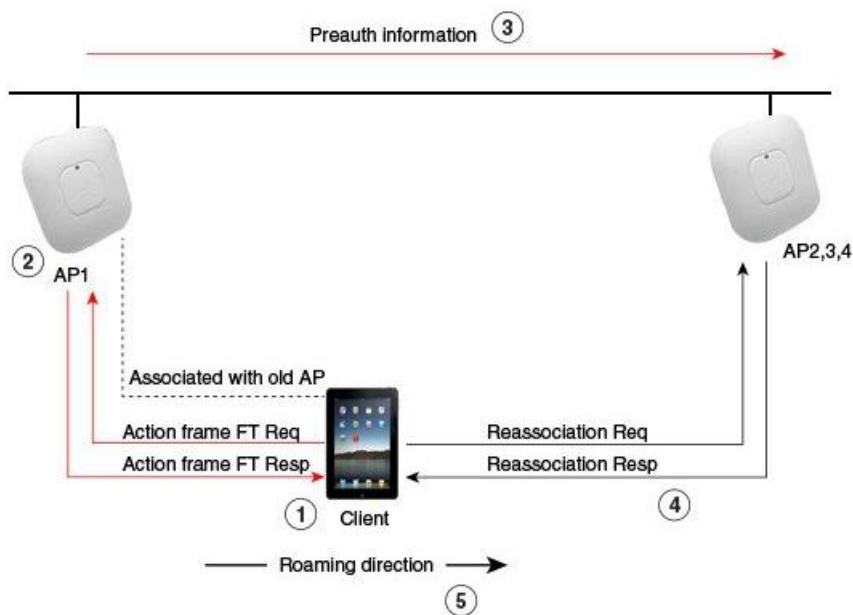 Preauth information 3
2
AP1
AP2,3,4
Associated with old AP
Action frame FT Req
Reassociation Req
Action frame FT Resp
Reassociation Resp
1
Client
4
Roaming direction
5